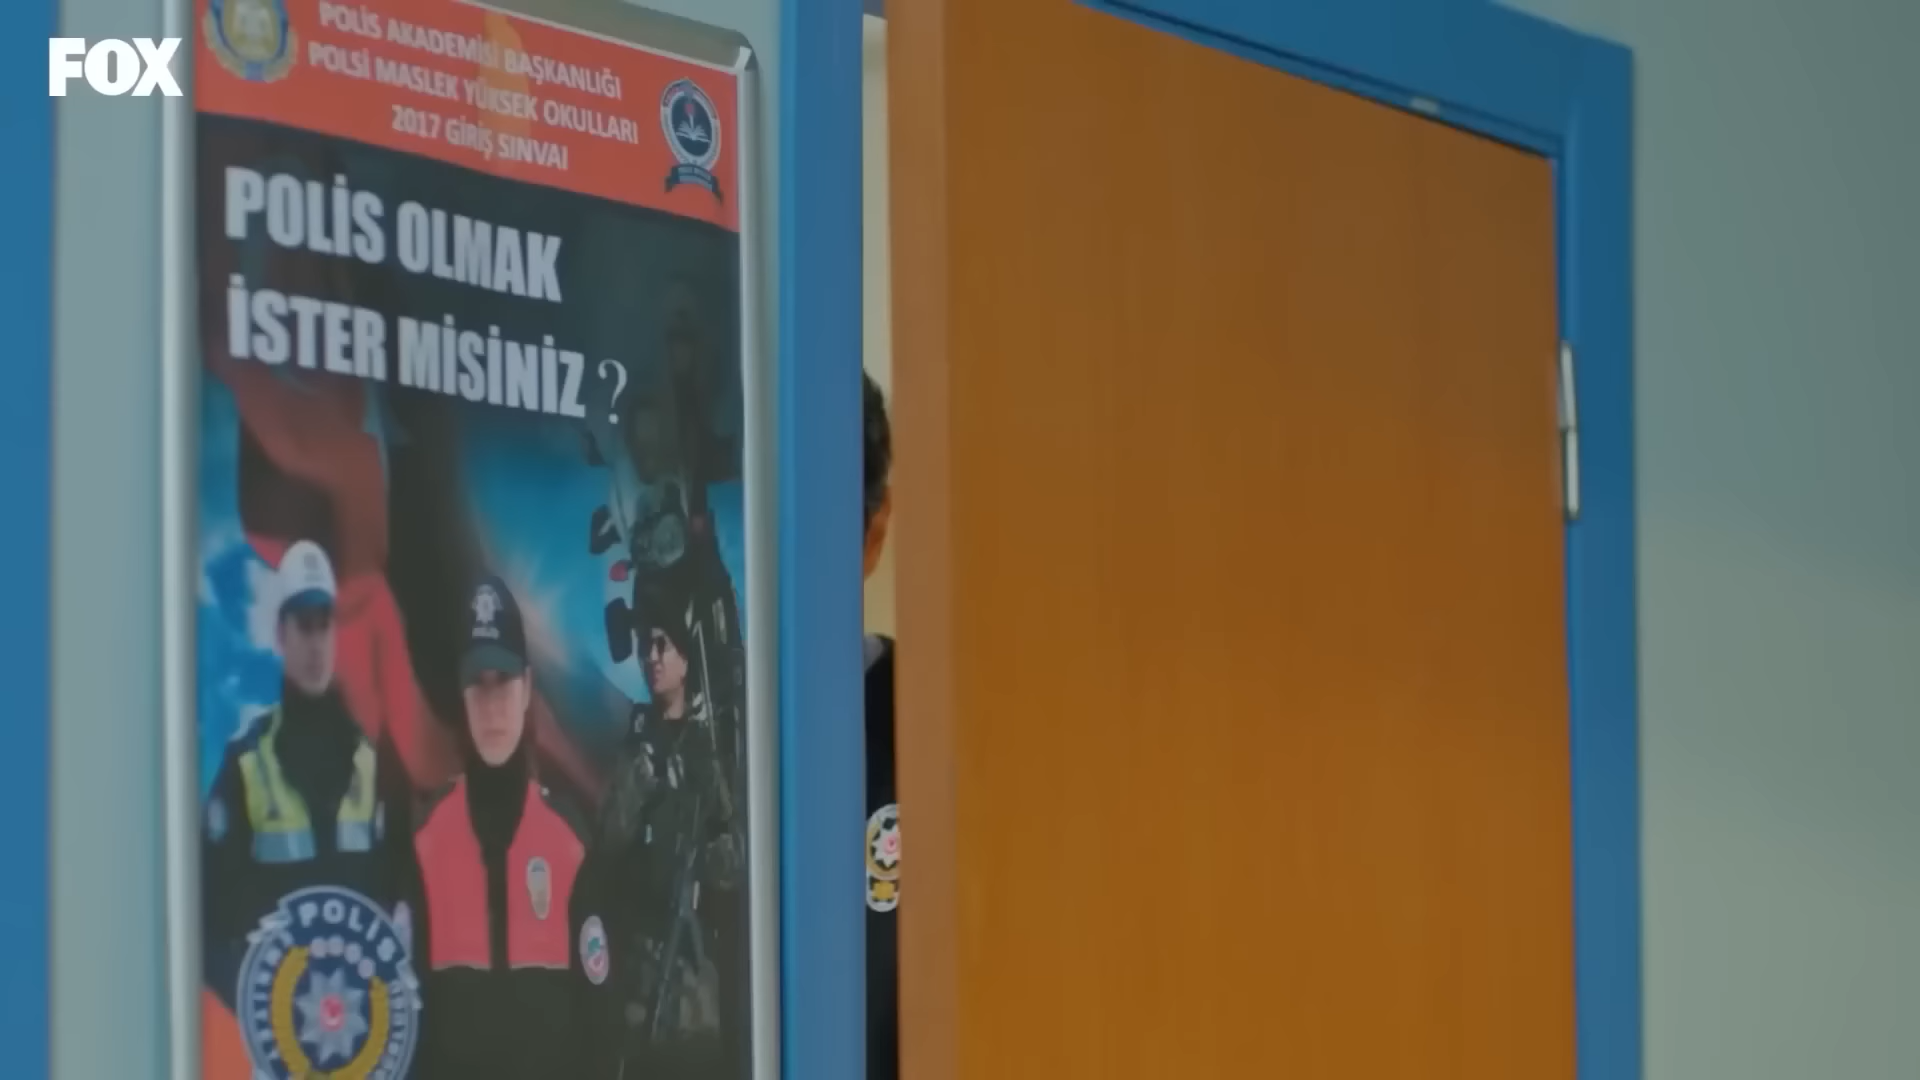 FOX
POLİS AKADEMİSİ BAŞKANLIĞI
POLSİ MASLEK YÜKSEK OKULLARI
2017 GİRİŞ SINVAI
POLİS OLMAK
İSTER MİSİNİZ ?
POLİS
POLİS